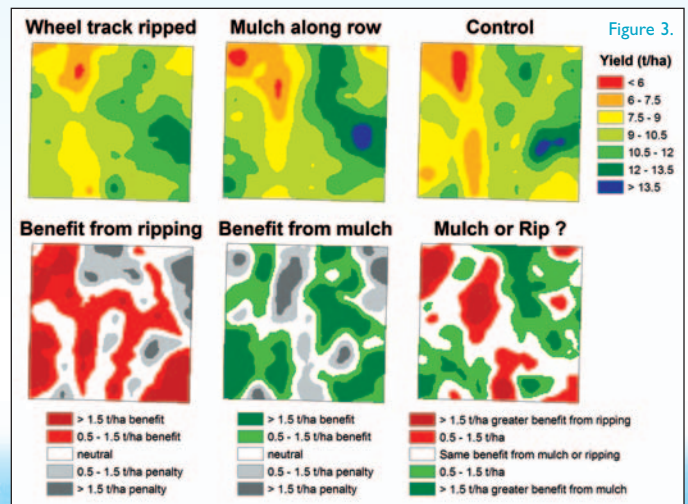 Wheel track ripped
Mulch along row
Control
Figure 3.
Yield (t/ha)
< 6
6 - 7.5
7.5 - 9
9 - 10.5
10.5 - 12
12 - 13.5
> 13.5
Benefit from ripping
Benefit from mulch
Mulch or Rip ?
> 1.5 t/ha benefit
0.5 - 1.5 t/ha benefit
neutral
0.5 - 1.5 t/ha penalty
> 1.5 t/ha penalty
> 1.5 t/ha benefit
0.5 - 1.5 t/ha benefit
neutral
0.5 - 1.5 t/ha penalty
> 1.5 t/ha penalty
> 1.5 t/ha greater benefit from ripping
0.5 - 1.5 t/ha
Same benefit from mulch or ripping
0.5 - 1.5 t/ha
> 1.5 t/ha greater benefit from mulch